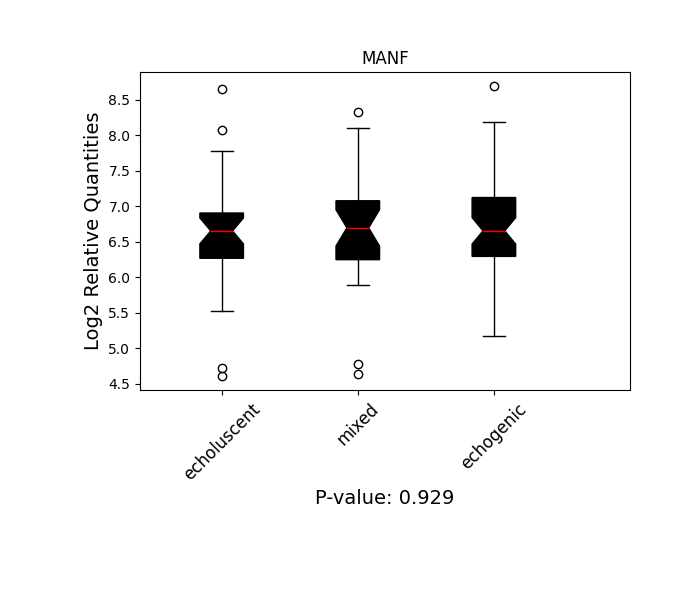 MANF
Log2 Relative Quantities
8.5
8.0
7.5
7.0
6.5
6.0
5.5
5.0
4.5
echoluscent
mixed
echogenic
P-value: 0.929